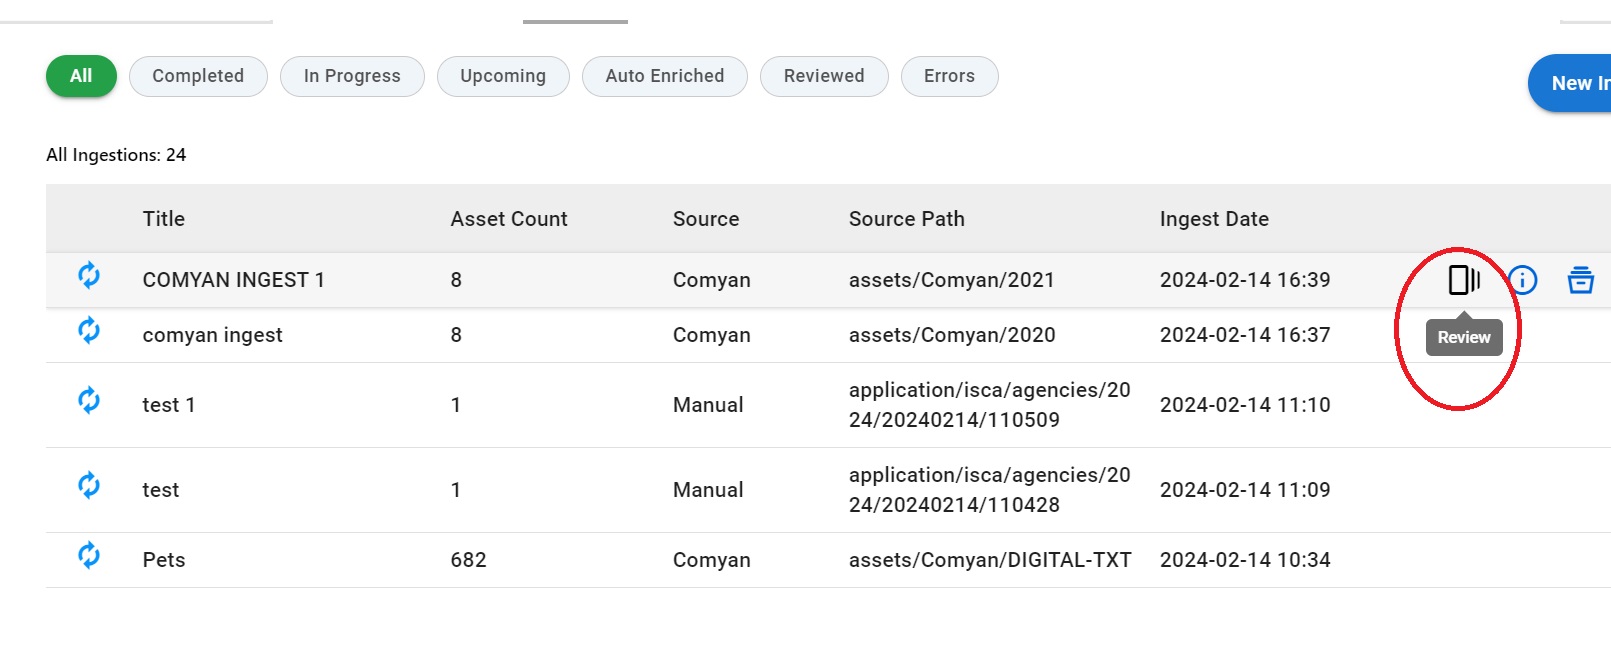 All Completed In Progress Upcoming Auto Enriched Reviewed Errors
New In
All Ingestions: 24
Title Asset Count Source Source Path Ingest Date
COMYAN INGEST 1 8 Comyan assets/Comyan/2021 2024-02-14 16:39
comyan ingest 8 Comyan assets/Comyan/2020 2024-02-14 16:37
Review
test 1 1 Manual application/isca/agencies/20
24/20240214/110509 2024-02-14 11:10
test 1 Manual application/isca/agencies/20
24/20240214/110428 2024-02-14 11:09
Pets 682 Comyan assets/Comyan/DIGITAL-TXT 2024-02-14 10:34